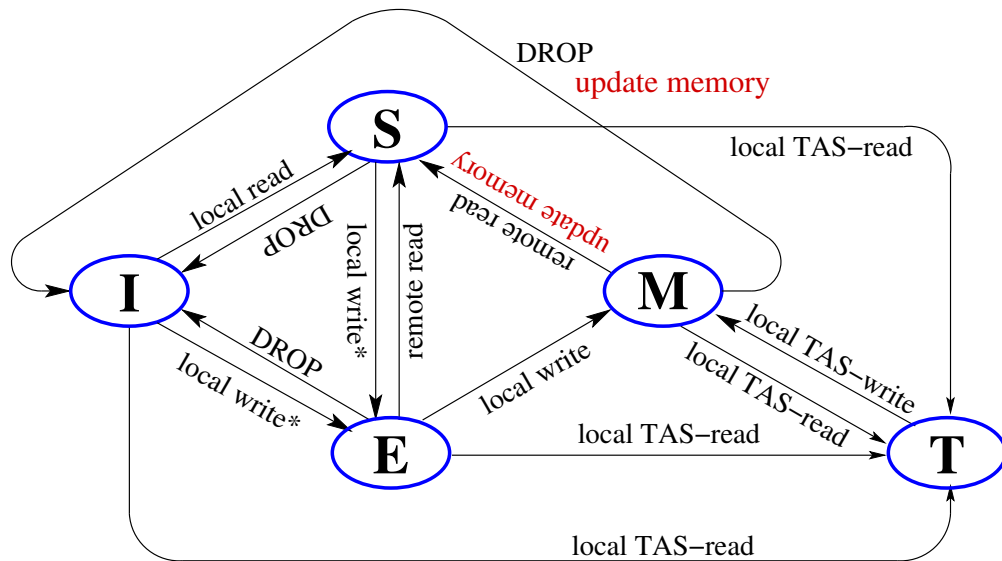 DROP
update memory
S
local TAS−read
local read
DROP
update memory
remote read
local write*
remote read
I
M
DROP
local write*
local write
local TAS−write
local TAS−read
E
local TAS−read
T
local TAS−read